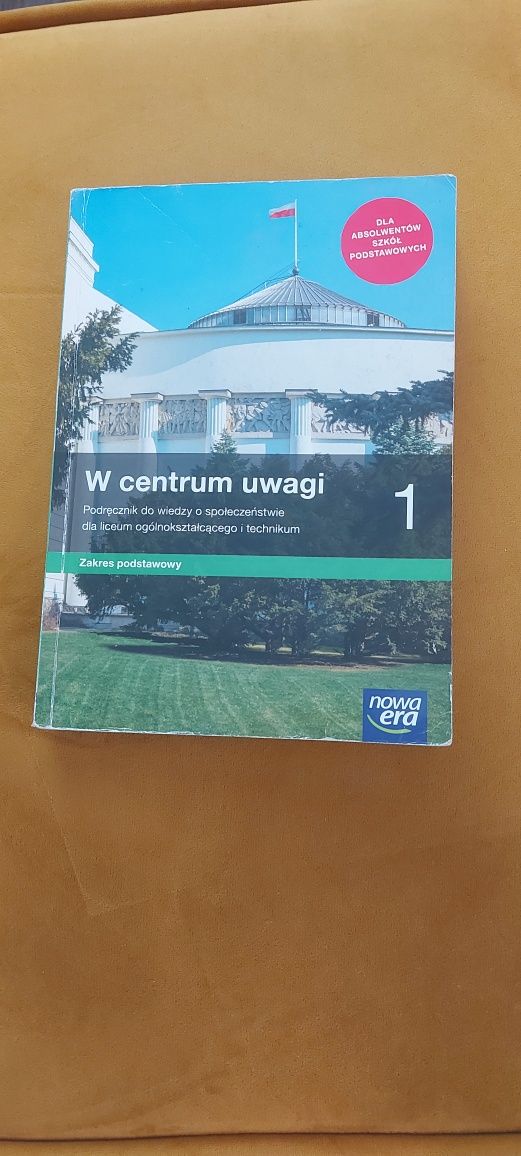 DLA
ABSOLWENTÓW
SZKÓŁ
PODSTAWOWYCH
W centrum uwagi
1
Podręcznik do wiedzy o społeczeństwie
dla liceum ogólnokształcącego i technikum
Zakres podstawowy
nowa
era